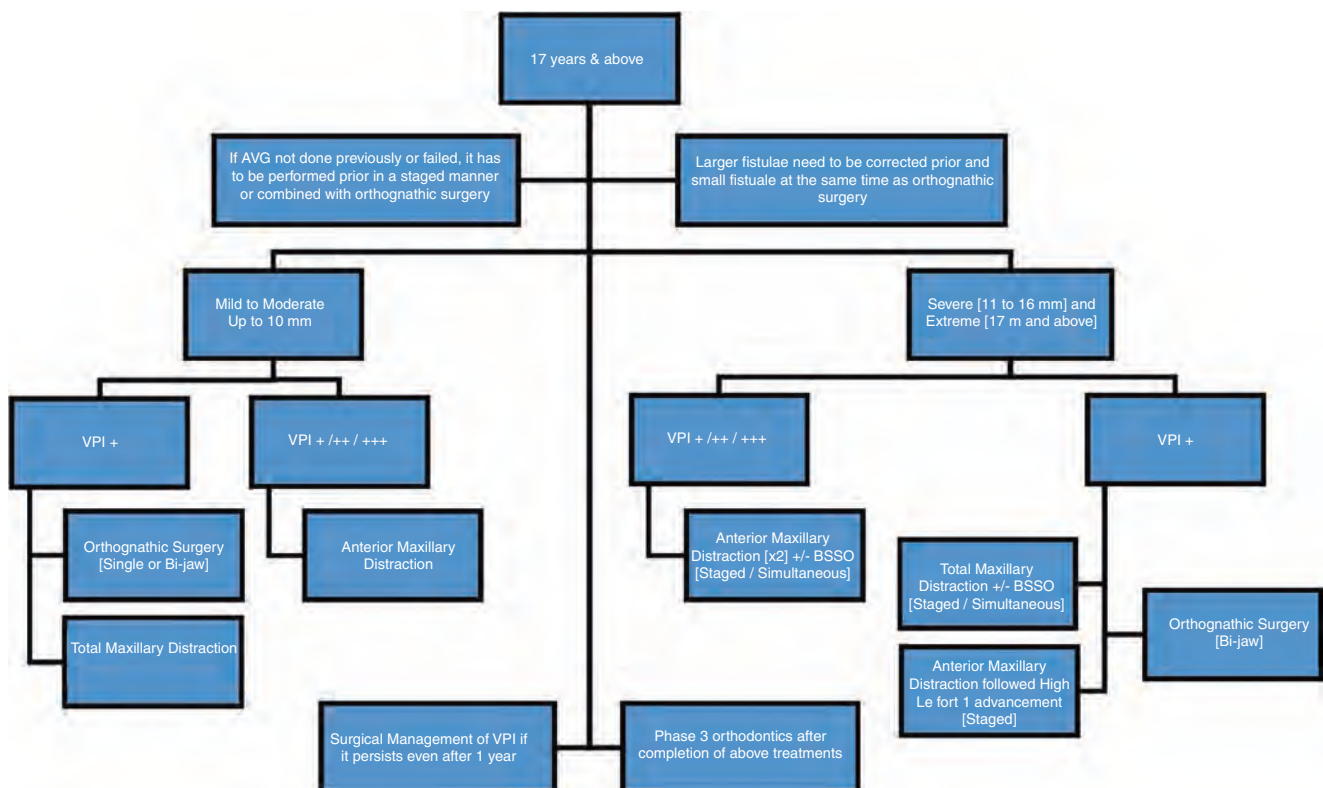 17 years & above
If AVG not done previously or failed, it has
to be performed prior in a staged manner
or combined with orthognathic surgery
Larger fistulae need to be corrected prior and
small fistuale at the same time as orthognathic
surgery
Mild to Moderate
Up to 10 mm
Severe [11 to 16 mm] and
Extreme [17 m and above]
VPI +
VPI + /++ / +++
VPI + /++ / +++
VPI +
Orthognathic Surgery
[Single or Bi-jaw]
Total Maxillary Distraction
Anterior Maxillary
Distraction
Anterior Maxillary
Distraction [x2] +/- BSSO
[Staged / Simultaneous]
Total Maxillary
Distraction +/- BSSO
[Staged / Simultaneous]
Anterior Maxillary
Distraction followed High
Le fort 1 advancement
[Staged]
Orthognathic Surgery
[Bi-jaw]
Surgical Management of VPI if
it persists even after 1 year
Phase 3 orthodontics after
completion of above treatments